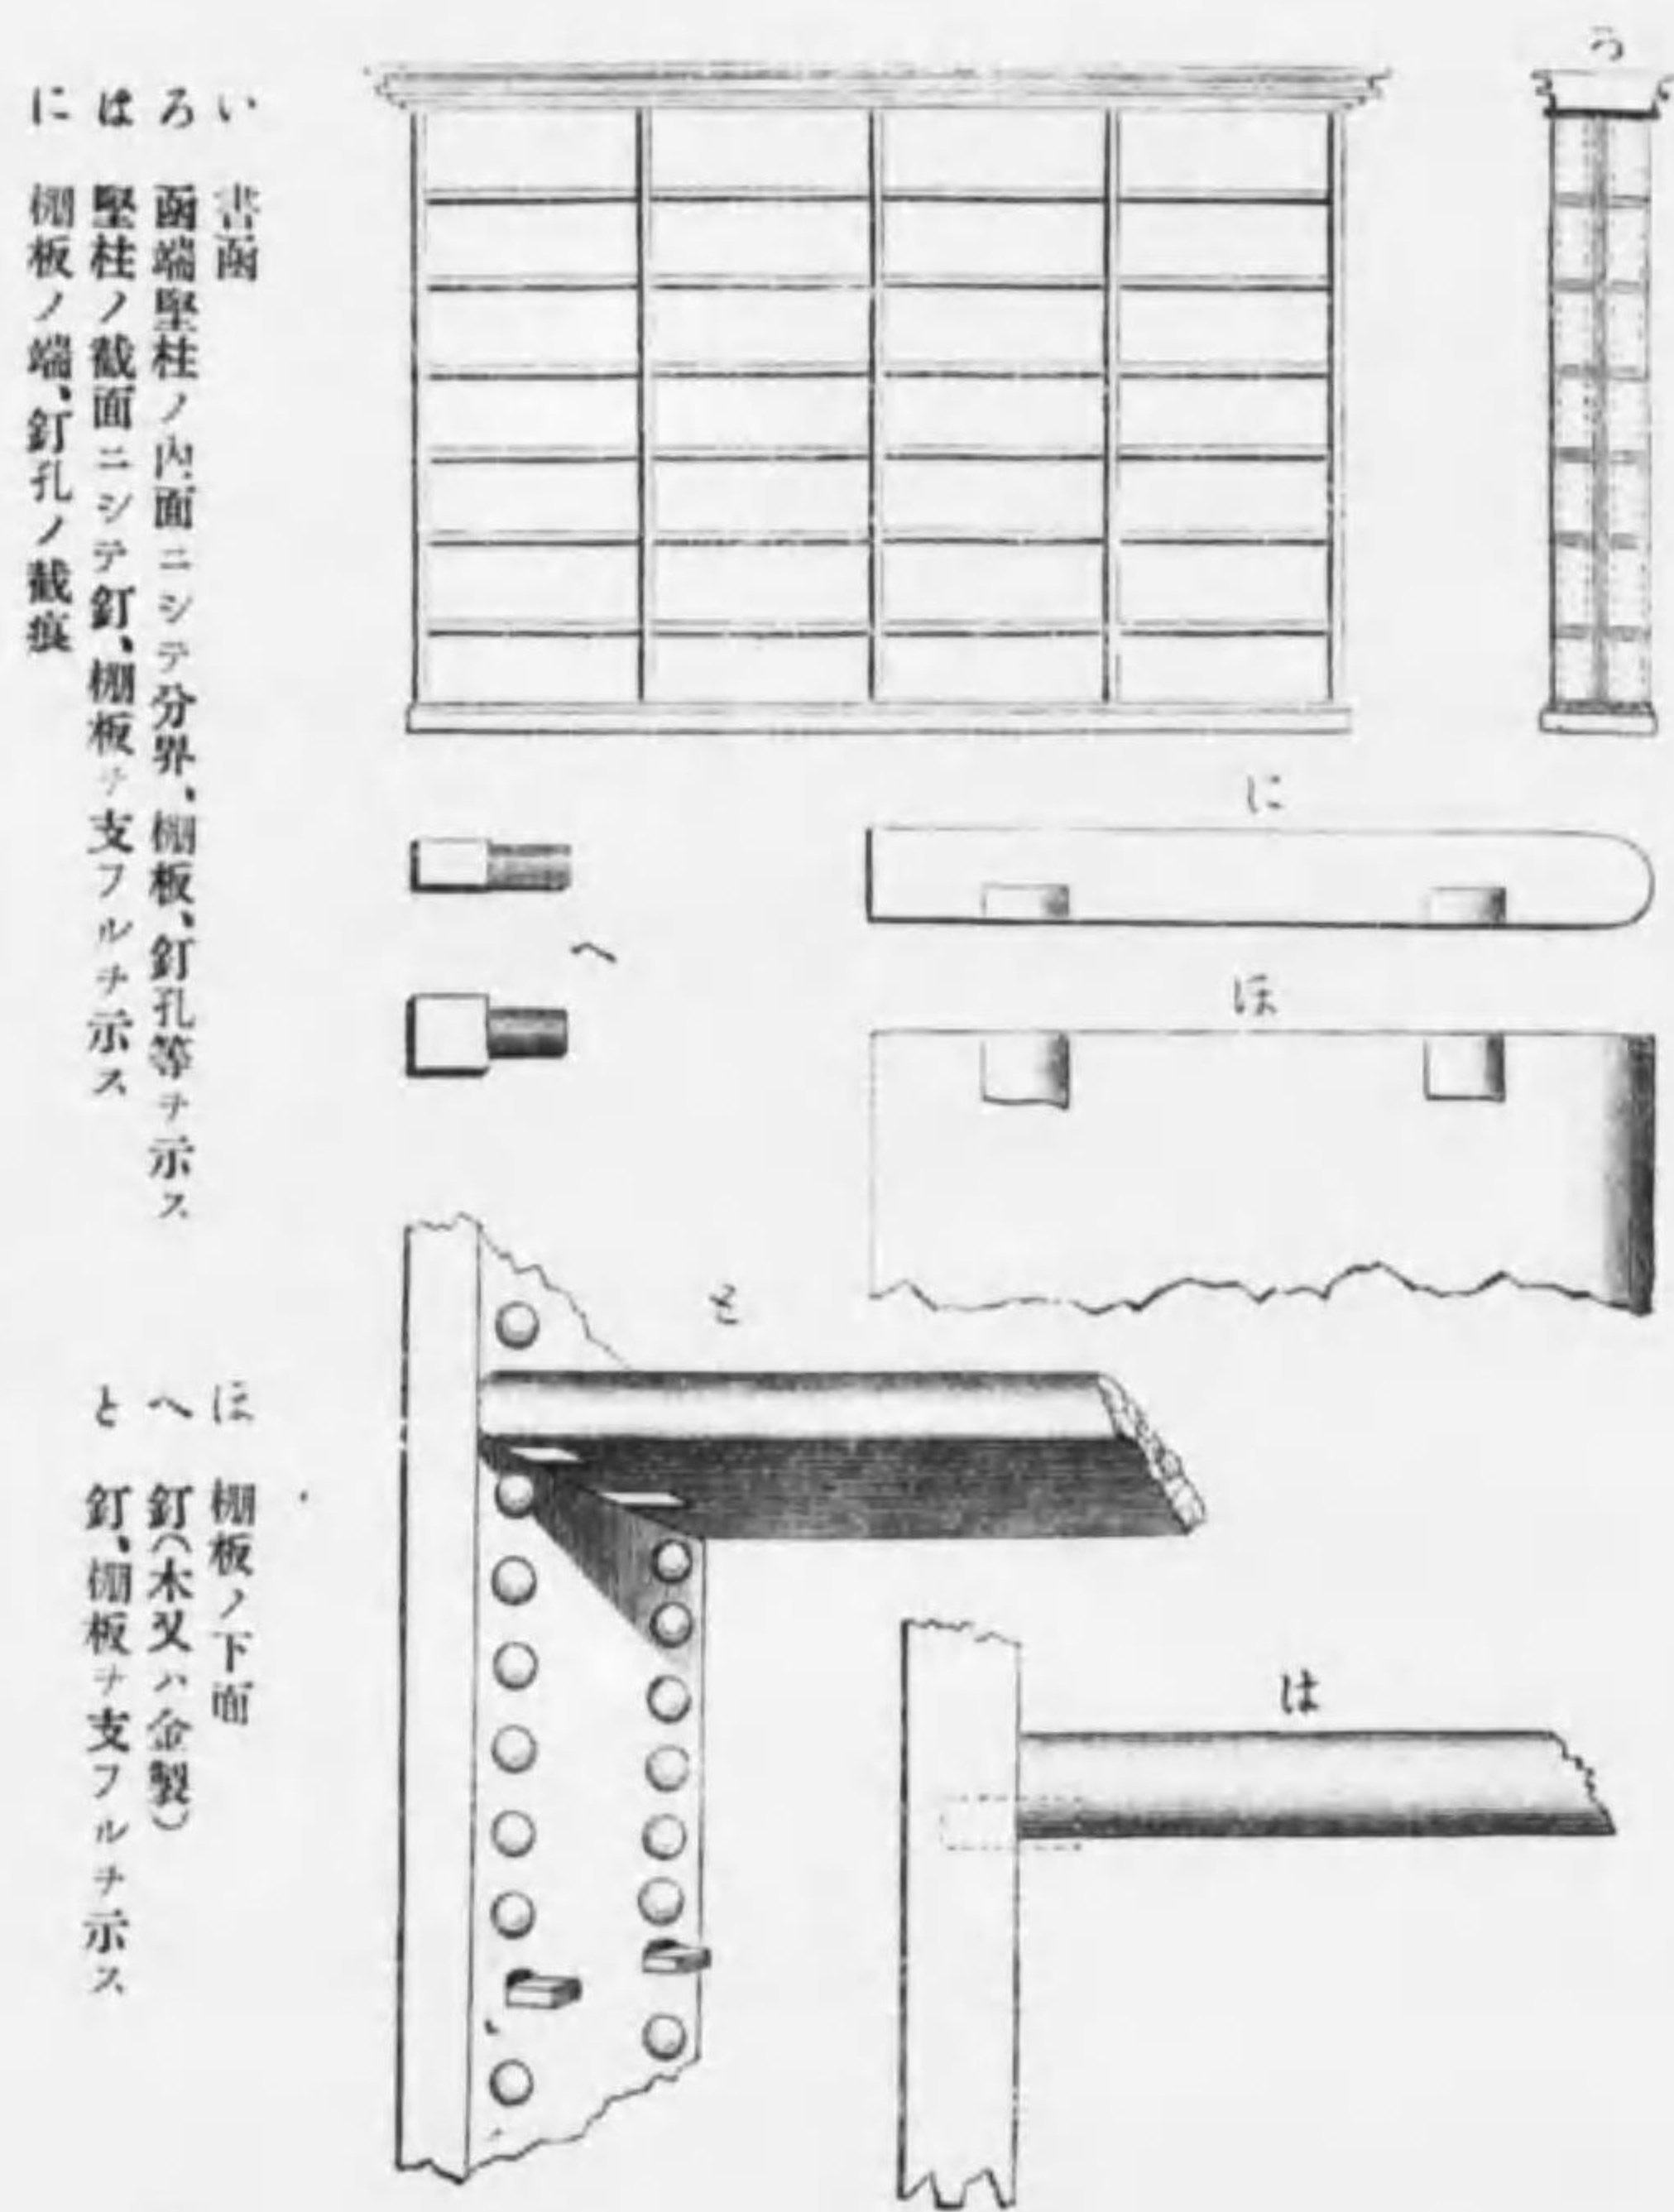 い 書凾
ろ 凾端竪柱ノ内面ニシテ分界、棚板、釘孔等ヲ示ス
は 竪柱ノ截面ニシテ釘、棚板ヲ支フルヲ示ス
に 棚板ノ端、釘孔ノ截痕
ほ 棚板ノ下面
へ 釘(木又ハ金製)
と 釘、棚板ヲ支フルヲ示ス
ろ
に
へ
ほ
と
は